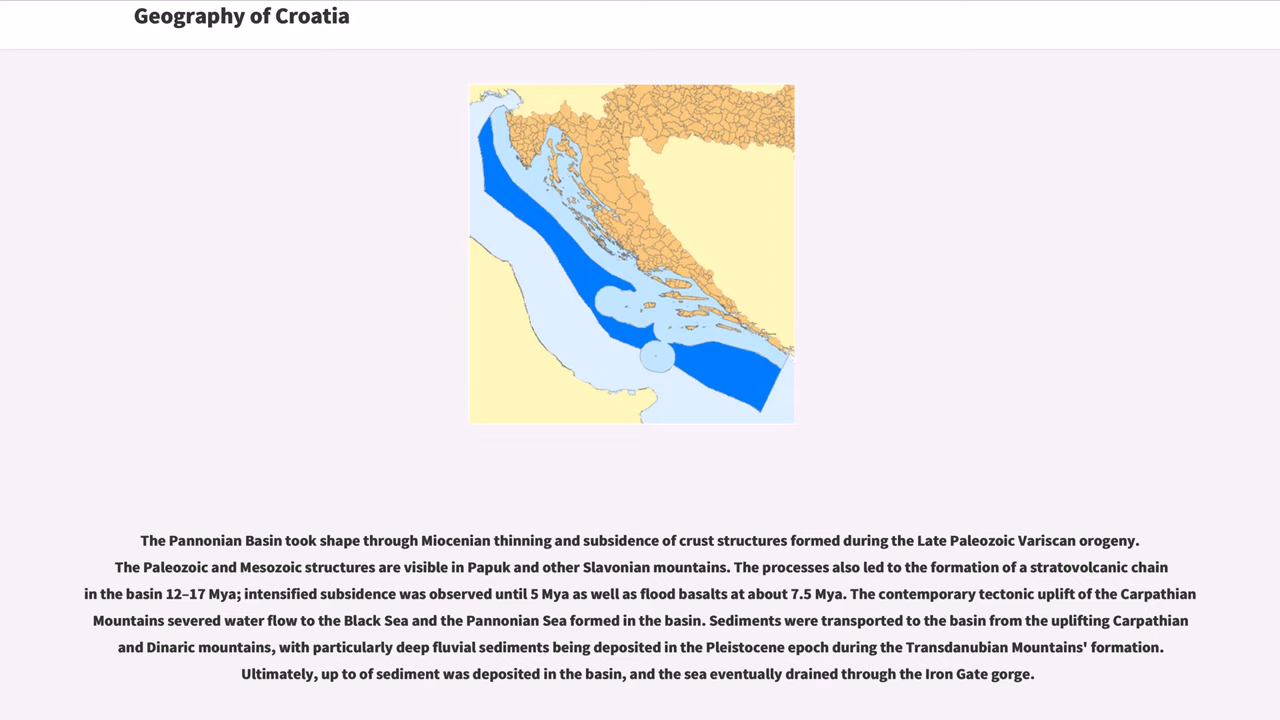 Geography of Croatia
The Pannonian Basin took shape through Miocenian thinning and subsidence of crust structures formed during the Late Paleozoic Variscan orogeny.
The Paleozoic and Mesozoic structures are visible in Papuk and other Slavonian mountains. The processes also led to the formation of a stratovolcanic chain
in the basin 12–17 Mya; intensified subsidence was observed until 5 Mya as well as flood basalts at about 7.5 Mya. The contemporary tectonic uplift of the Carpathian
Mountains severed water flow to the Black Sea and the Pannonian Sea formed in the basin. Sediments were transported to the basin from the uplifting Carpathian
and Dinaric mountains, with particularly deep fluvial sediments being deposited in the Pleistocene epoch during the Transdanubian Mountains' formation.
Ultimately, up to of sediment was deposited in the basin, and the sea eventually drained through the Iron Gate gorge.